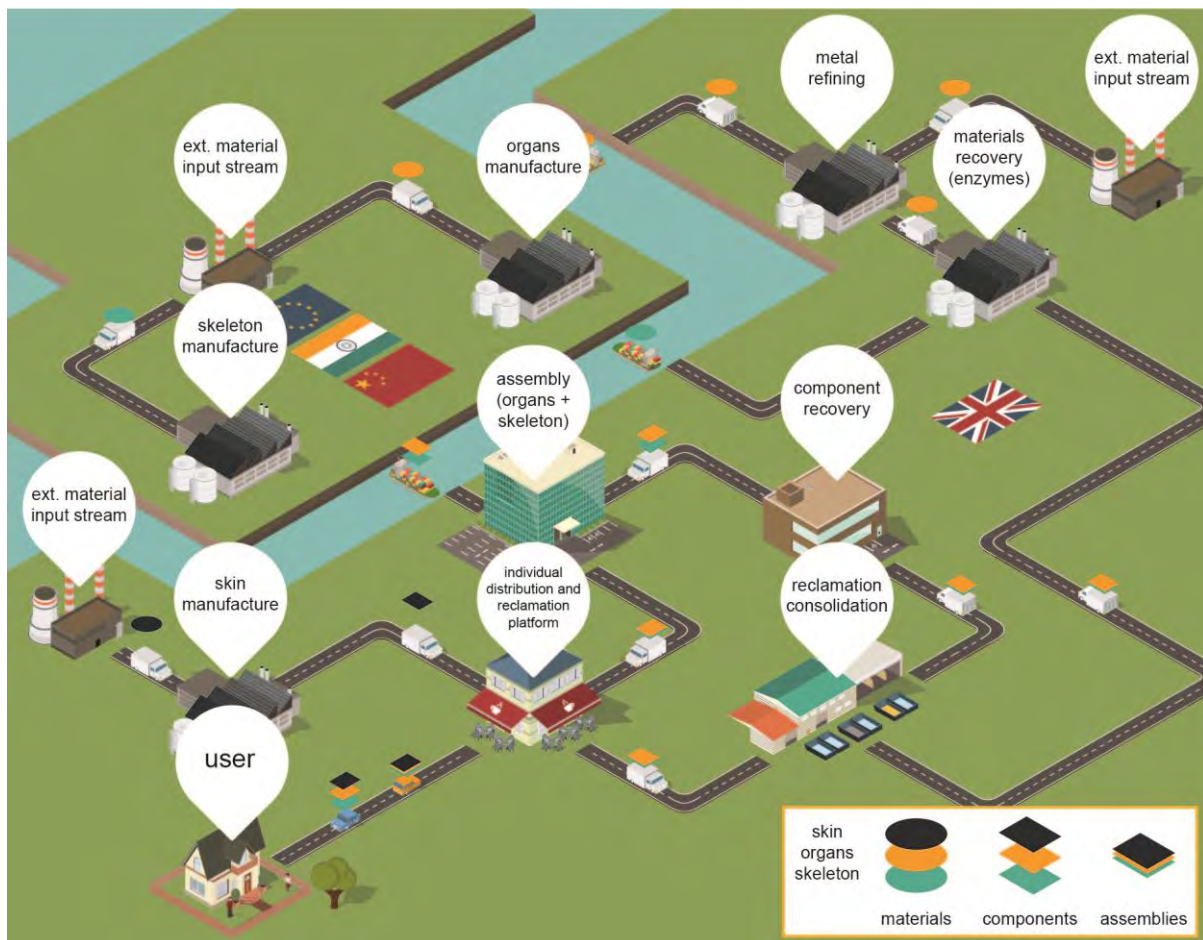 metal
refining
ext. material
input stream
ext. material
input stream
organs
manufacture
materials
recovery
(enzymes)
skeleton
manufacture
assembly
(organs +
skeleton)
component
recovery
ext. material
input stream
skin
manufacture
individual
distribution and
reclamation
platform
reclamation
consolidation
user
skin
organs
skeleton
materials
components
assemblies